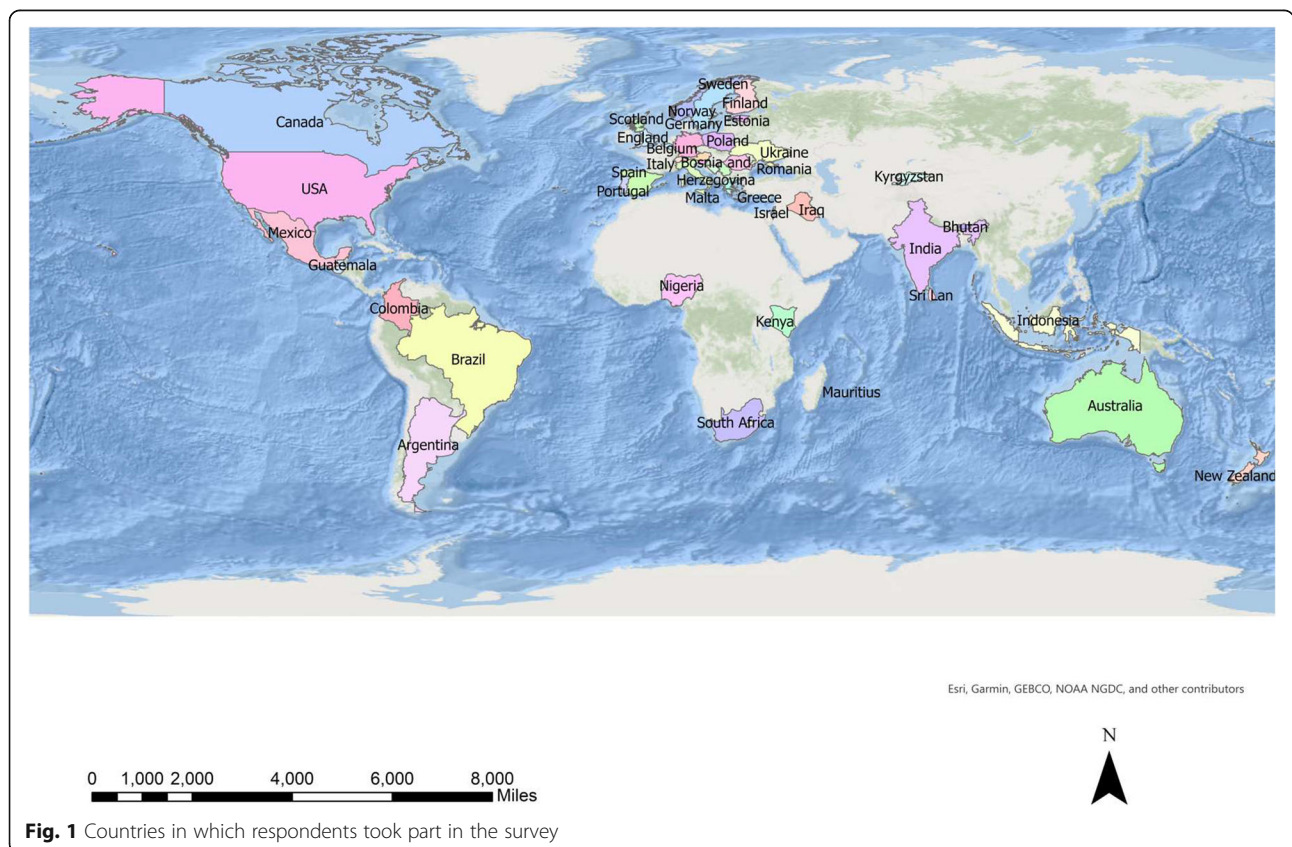 Sweden
Finland
Norway
Scotland
Germany
Estonia
Canada
England
Poland
Belgium
Ukraine
Italy
Bosnia and
Herzegovina
Romania
Spain
Kyrgyzstan
USA
Portugal
Malta
Greece
Israel
Iraq
Mexico
Bhutan
India
Guatemala
Nigeria
Sri Lan
Colombia
Kenya
Indonesia
Brazil
Mauritius
Australia
South Africa
Argentina
New Zealand
Esri, Garmin, GEBCO, NOAA NGDC, and other contributors
N
0 1,000 2,000 4,000 6,000 8,000
Miles
Fig. 1 Countries in which respondents took part in the survey